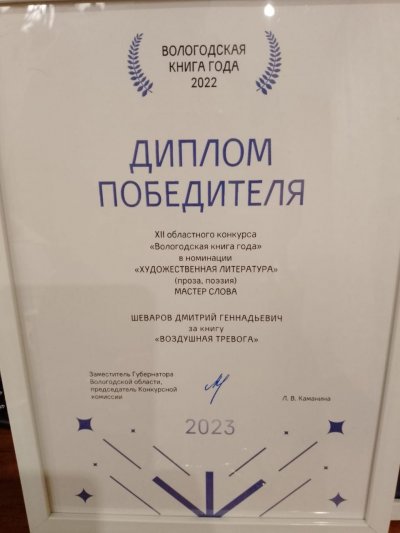 ВОЛОГОДСКАЯ
КНИГА ГОДА
2022
ДИПЛОМ
ПОБЕДИТЕЛЯ
XII областного конкурса
«Вологодская книга года»
в номинации
«ХУДОЖЕСТВЕННАЯ ЛИТЕРАТУРА»
(проза, поэзия)
МАСТЕР СЛОВА
ШЕВАРОВ ДМИТРИЙ ГЕННАДЬЕВИЧ
за книгу
«ВОЗДУШНАЯ ТРЕВОГА»
Заместитель Губернатора
Вологодской области,
председатель Конкурсной
комиссии
Л. В. Каманина
2023